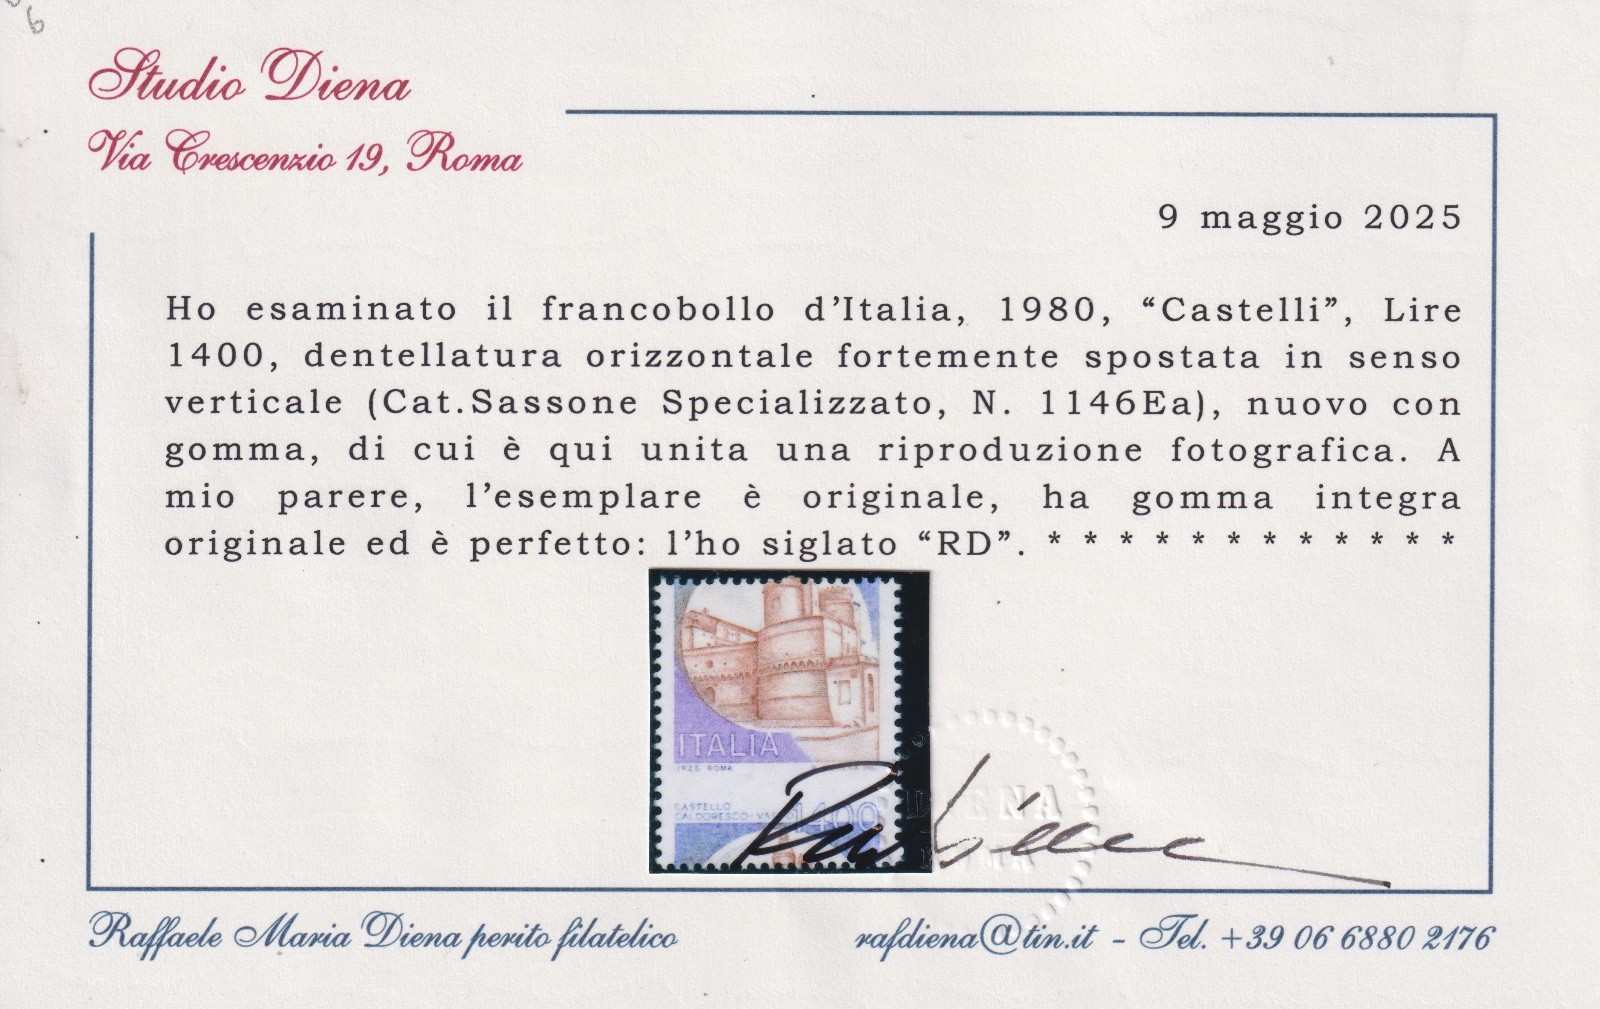 Studio Diena
Via Crescenzio 19, Roma
9 maggio 2025
Ho esaminato il francobollo d'Italia, 1980, “Castelli”, Lire
1400, dentellatura orizzontale fortemente spostata in senso
verticale (Cat.Sassone Specializzato, N. 1146Ea), nuovo con
gomma, di cui è qui unita una riproduzione fotografica. A
mio parere, l'esemplare è originale, ha gomma integra
originale ed è perfetto: l'ho siglato “RD”. * * * * * * * * * * * *
ITALIA
ROMA
CASTELLO
CALDORESCO
1400
Raffaele Maria Diena perito filatelico
rafdiena@tin.it - Tel. +39 06 6880 2176